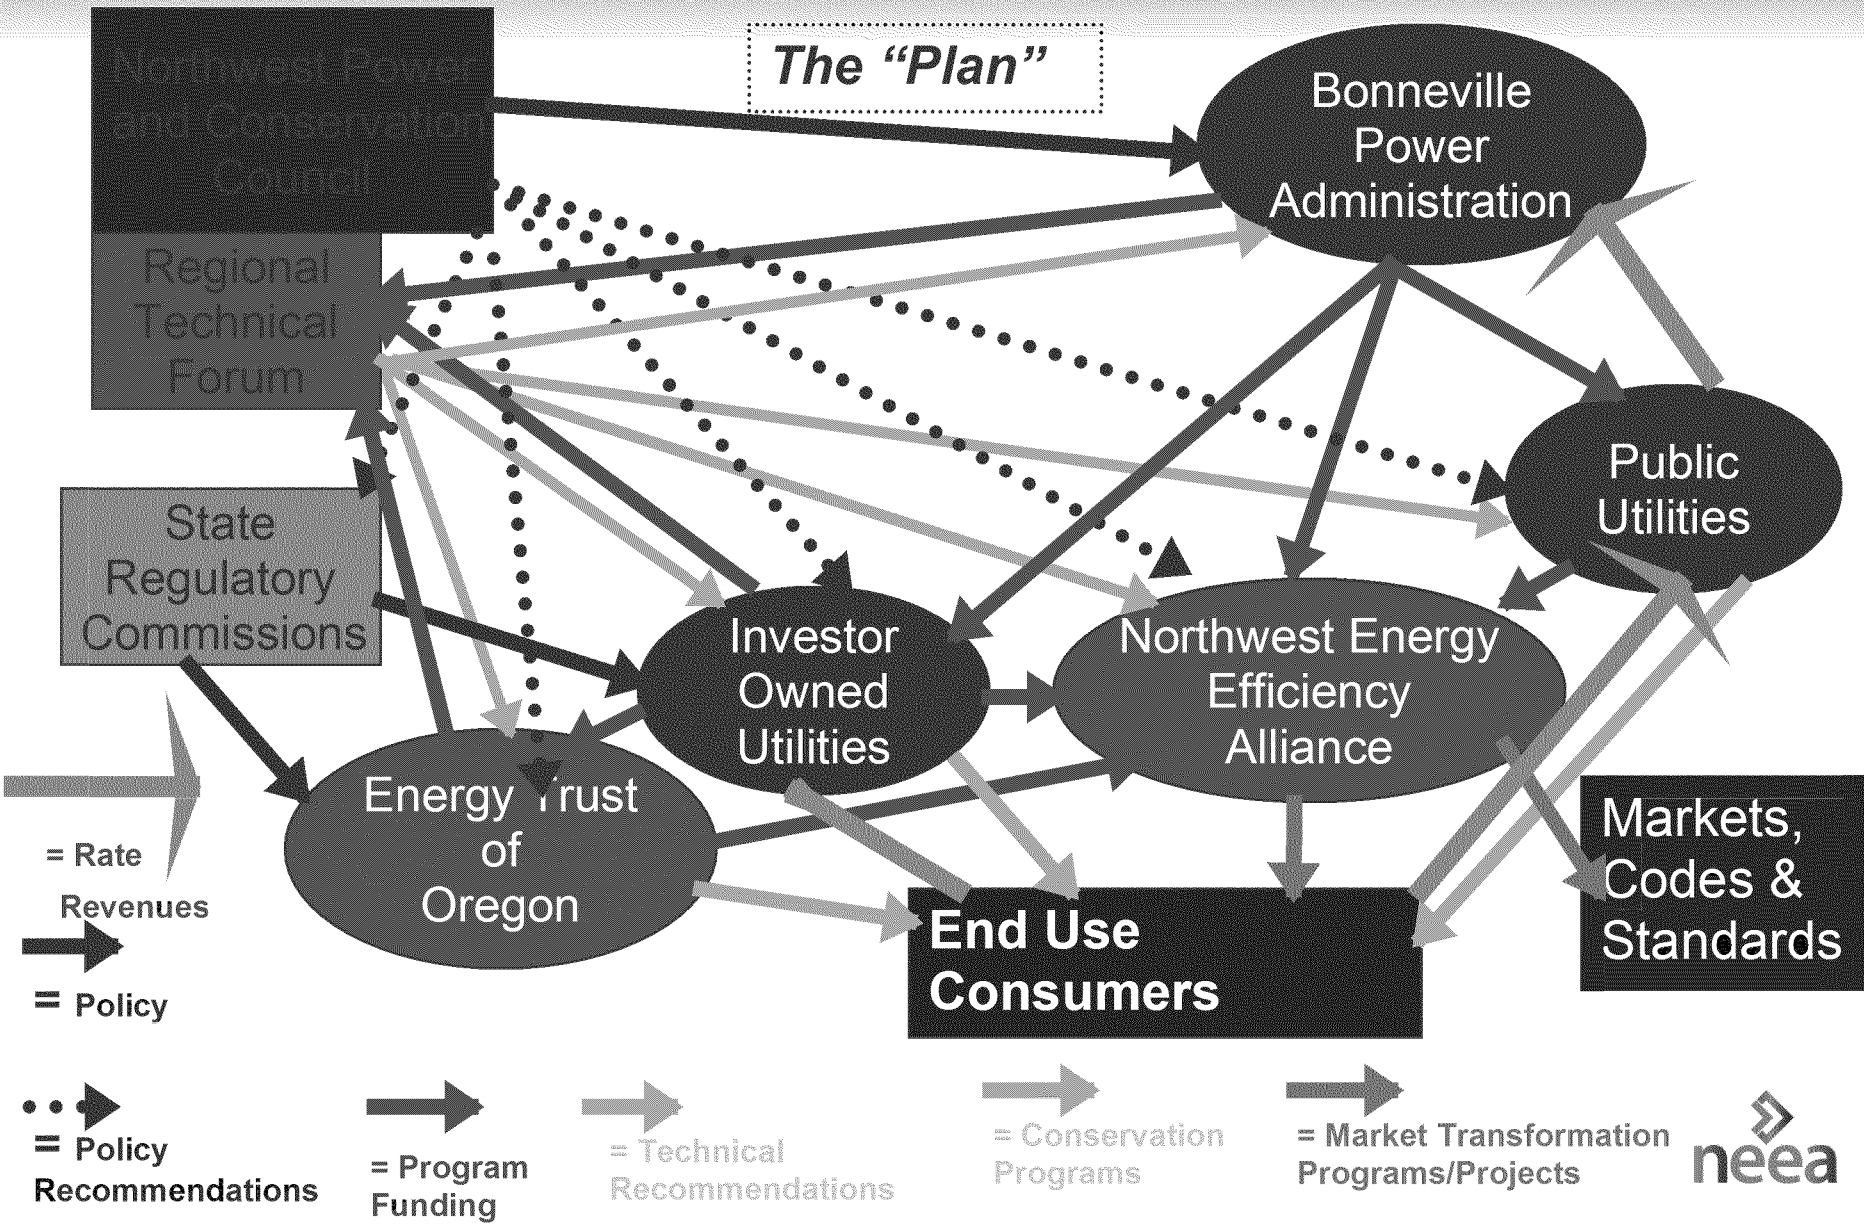 Northwest Power
and Conservation
Council
The “Plan”
Bonneville
Power
Administration
Regional
Technical
Forum
Public
Utilities
State
Regulatory
Commissions
Investor
Owned
Utilities
Northwest Energy
Efficiency
Alliance
Energy Trust
of
Oregon
Markets,
Codes &
Standards
End Use
Consumers
= Rate
Revenues
= Policy
= Policy
Recommendations
= Program
Funding
= Technical
Recommendations
= Conservation
Programs
= Market Transformation
Programs/Projects
neea